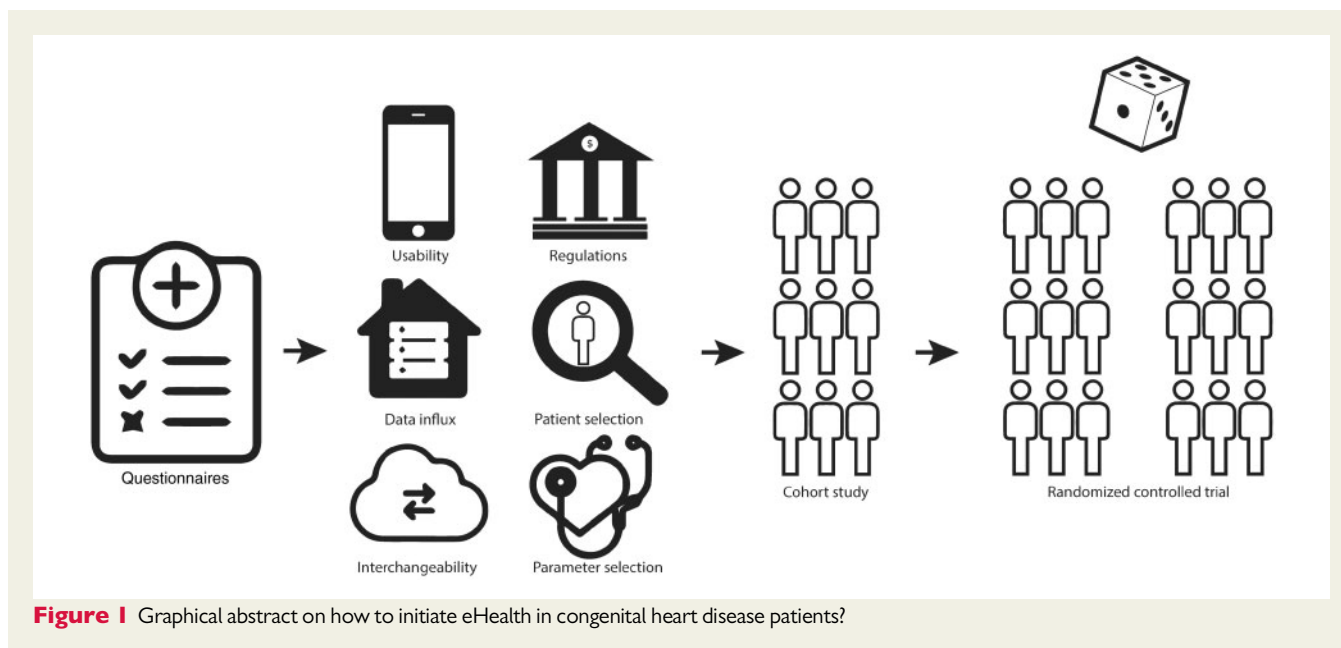 Usability
Regulations
Data influx
Patient selection
Questionnaires
Cohort study
Randomized controlled trial
Interchangeability
Parameter selection
$
Figure 1 Graphical abstract on how to initiate eHealth in congenital heart disease patients?